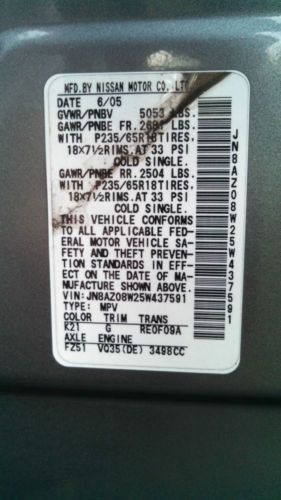 MFD.BY NISSAN MOTOR CO. LTD
DATE 6/05
GVWR/PNBV 5053 LBS.
GAWR/PNBE FR. 2681 LBS.
WITH P235/65R18TIRES,
18X7½RIMS.AT 33 PSI
COLD SINGLE.
GAWR/PNBE RR. 2504 LBS.
WITH P235/65R18TIRES,
18X7½RIMS.AT 33 PSI
COLD SINGLE.
THIS VEHICLE CONFORMS
TO ALL APPLICABLE FED-
ERAL MOTOR VEHICLE SA-
FETY AND THEFT PREVEN-
TION STANDARDS IN EFF-
ECT ON THE DATE OF MA-
NUFACTURE SHOWN ABOVE.
VIN:JN8AZ08W25W437591
TYPE: MPV
COLOR TRIM TRANS
K21 G RE0F09A
AXLE ENGINE
FZ51 VQ35(DE) 3498CC
JN8AZ08W25W437591